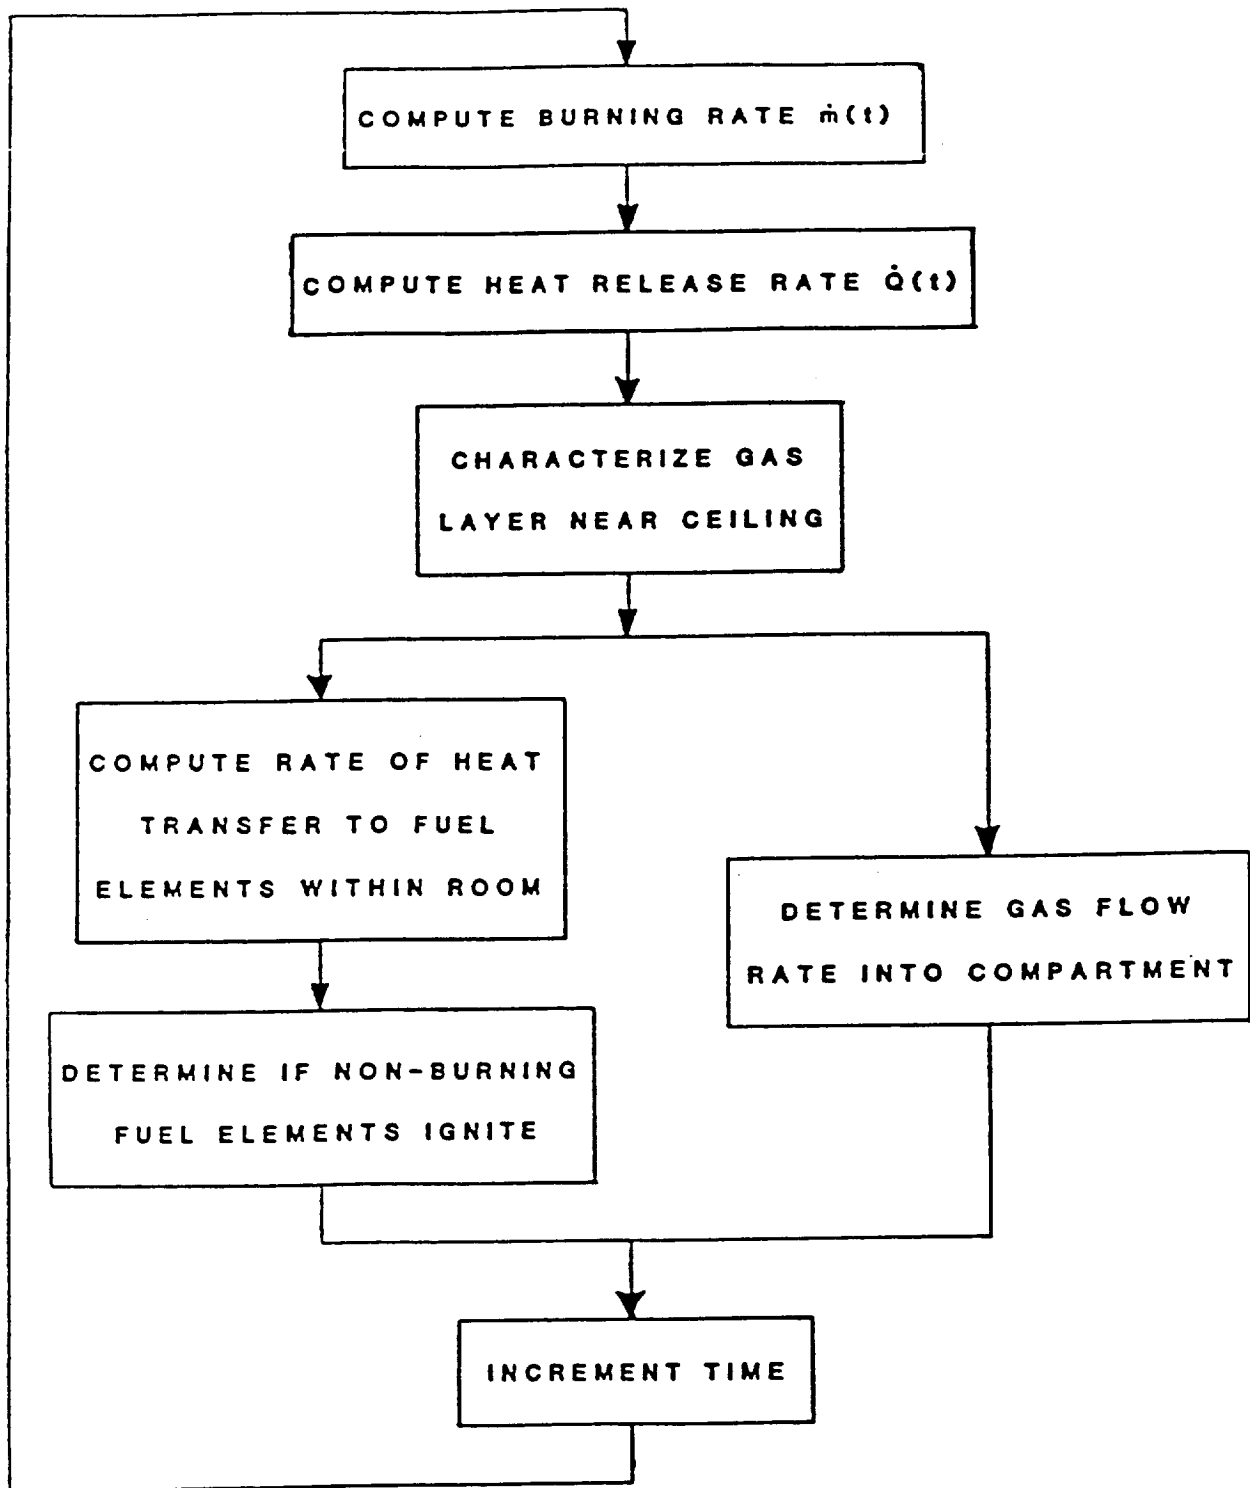 COMPUTE BURNING RATE ṁ(t)
COMPUTE HEAT RELEASE RATE Q̇(t)
CHARACTERIZE GAS
LAYER NEAR CEILING
COMPUTE RATE OF HEAT
TRANSFER TO FUEL
ELEMENTS WITHIN ROOM
DETERMINE GAS FLOW
RATE INTO COMPARTMENT
DETERMINE IF NON-BURNING
FUEL ELEMENTS IGNITE
INCREMENT TIME